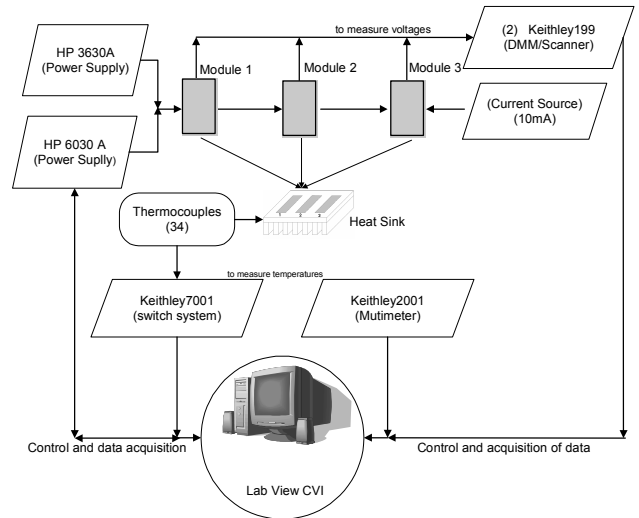 HP 3630A
(Power Supply)
to measure voltages
(2) Keithley199
(DMM/Scanner)
Module 1
Module 2
Module 3
(Current Source)
(10mA)
HP 6030 A
(Power Suplly)
1 2 3
Heat Sink
Thermocouples
(34)
to measure temperatures
Keithley7001
(switch system)
Keithley2001
(Mutimeter)
Control and data acquisition
Control and acquisition of data
Lab View CVI